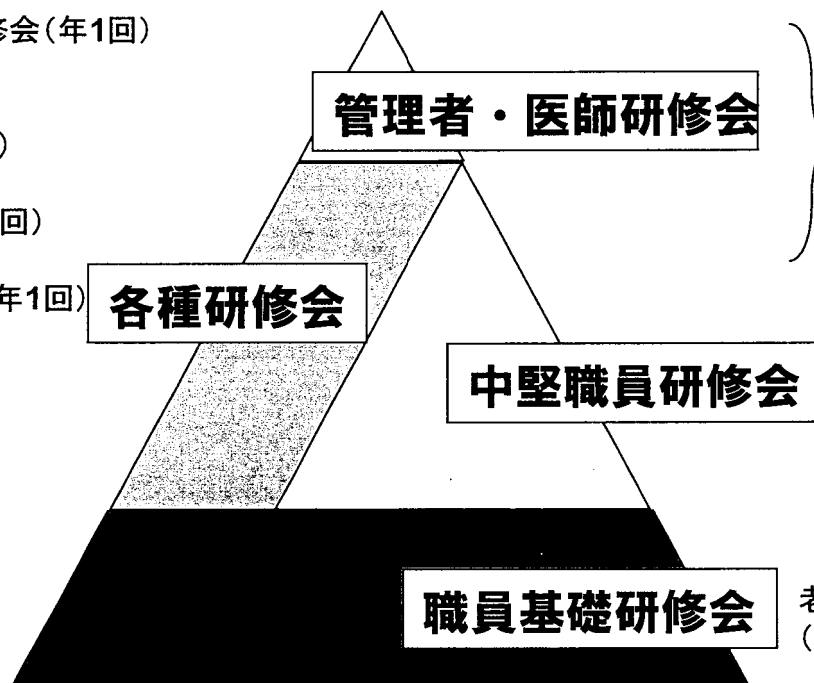 修会(年1回)
管理者・医師研修会
)
回)
年1回)
各種研修会
中堅職員研修会
職員基礎研修会
老
(